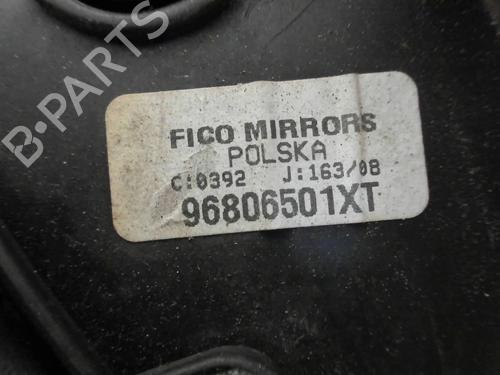 FICO MIRRORS
POLSKA
C:0392 J:163/08
96806501XT
B-PARTS